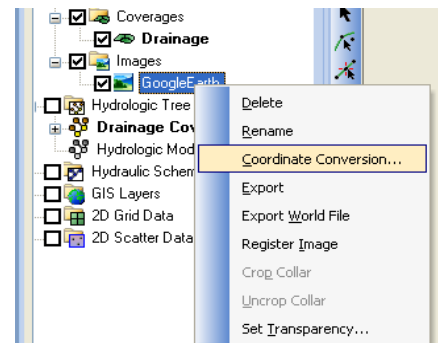 Coverages
Drainage
Images
GoogleEarth
Hydrologic Tree
Drainage Cov
Hydrologic Mod
Hydraulic Schem
GIS Layers
2D Grid Data
2D Scatter Data
Delete
Rename
Coordinate Conversion...
Export
Export World File
Register Image
Crop Collar
Uncrop Collar
Set Transparency...